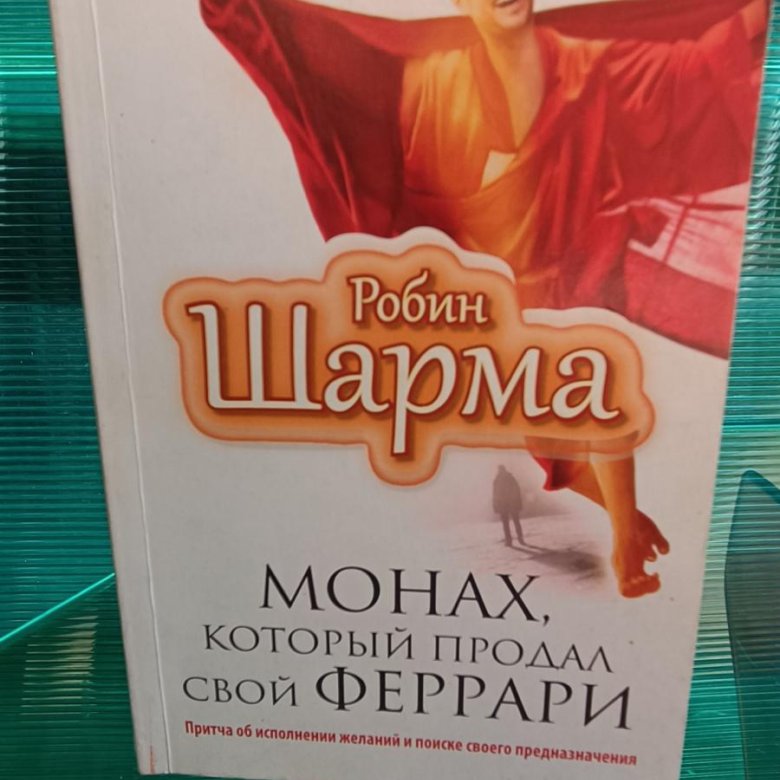 Робин
Шарма
МОНАХ,
КОТОРЫЙ ПРОДАЛ
СВОЙ ФЕРРАРИ
Притча об исполнении желаний и поиске своего предназначения